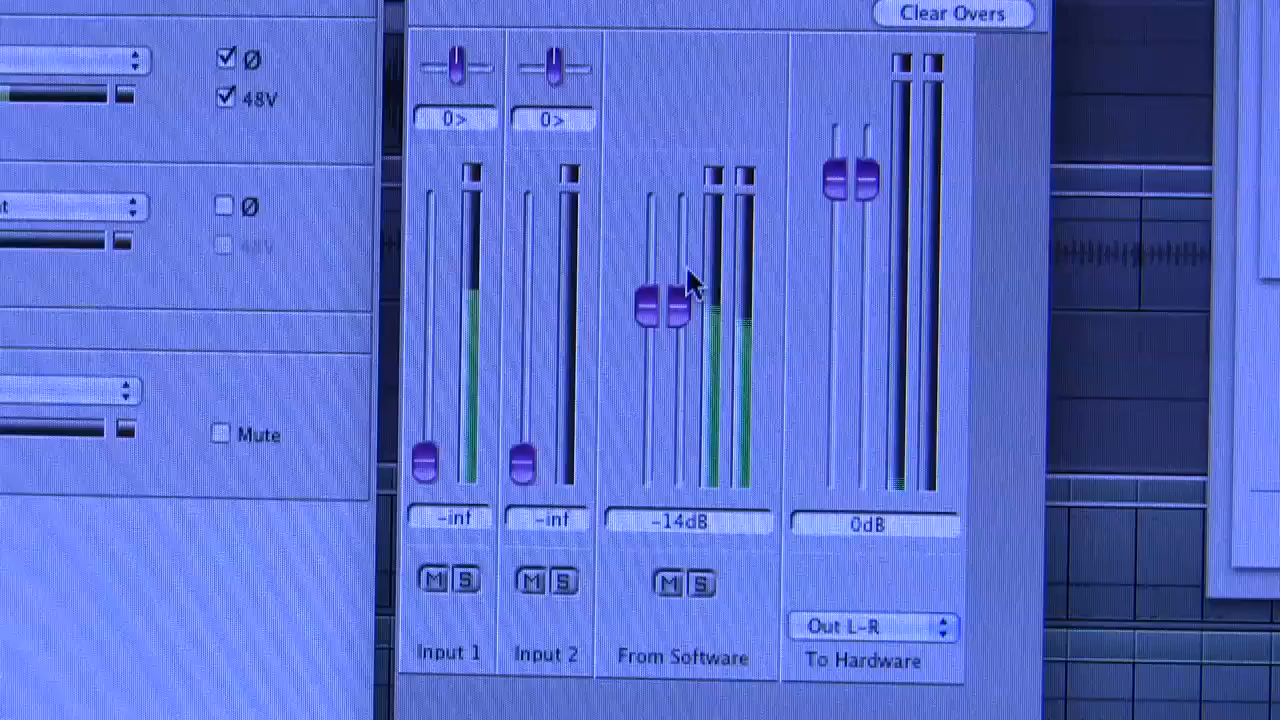 Clear Overs
Ø
48V
0>
0>
Ø
48V
Mute
-inf
-inf
-14dB
0dB
M S
M S
M S
Out L-R
Input 1
Input 2
From Software
To Hardware